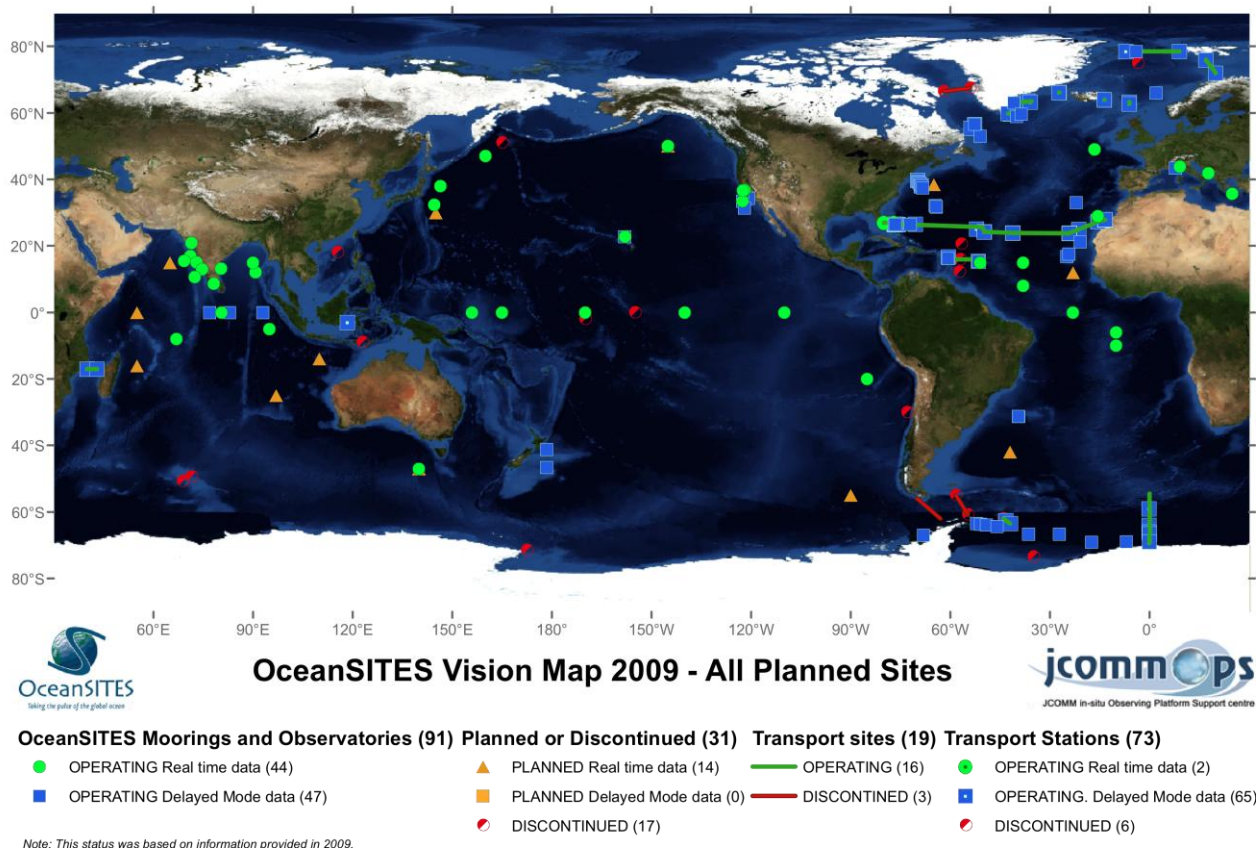 80°N
60°N
40°N
20°N
0°
20°S
40°S
60°S
80°S
60°E 90°E 120°E 150°E 180° 150°W 120°W 90°W 60°W 30°W 0°
OceanSITES
Taking the pulse of the global ocean
OceanSITES Vision Map 2009 - All Planned Sites
jcommops
JCOMM in-situ Observing Platform Support centre
OceanSITES Moorings and Observatories (91) Planned or Discontinued (31) Transport sites (19) Transport Stations (73)
OPERATING Real time data (44) PLANNED Real time data (14) OPERATING (16) OPERATING Real time data (2)
OPERATING Delayed Mode data (47) PLANNED Delayed Mode data (0) DISCONTINED (3) OPERATING. Delayed Mode data (65)
DISCONTINUED (17) DISCONTINUED (6)
Note: This status was based on information provided in 2009.